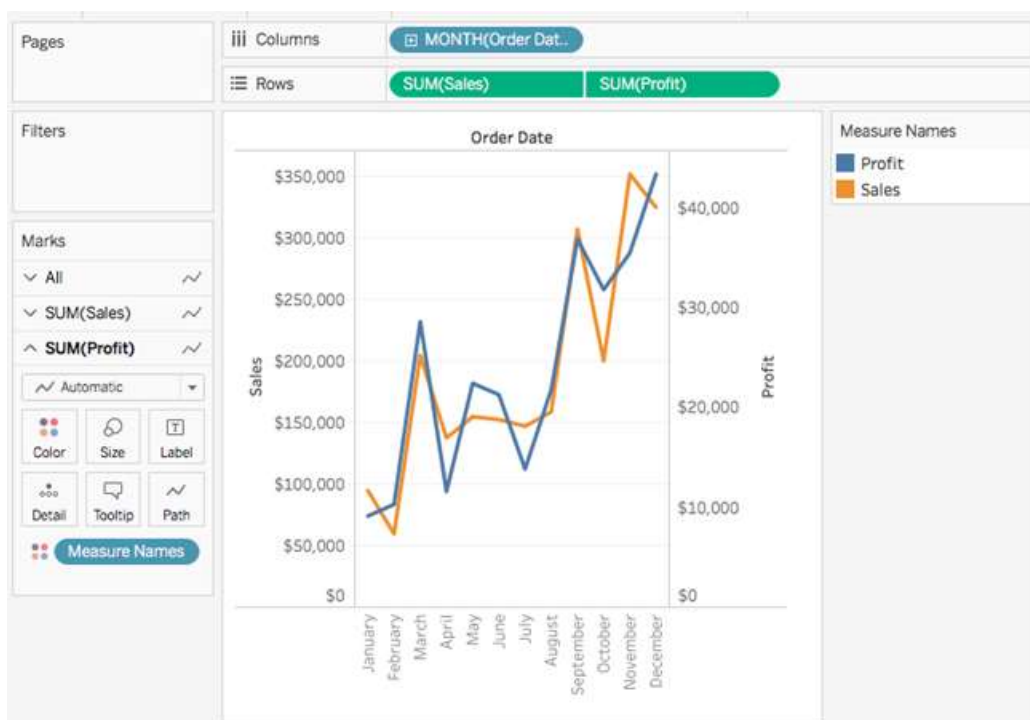 Pages
Columns
MONTH(Order Dat..
Rows
SUM(Sales)
SUM(Profit)
Filters
Marks
All
SUM(Sales)
SUM(Profit)
Automatic
Color
Size
Label
Detail
Tooltip
Path
Measure Names
Order Date
Sales
$350,000
$300,000
$250,000
$200,000
$150,000
$100,000
$50,000
$0
$40,000
$30,000
$20,000
$10,000
$0
Profit
January
February
March
April
May
June
July
August
September
October
November
December
Measure Names
Profit
Sales